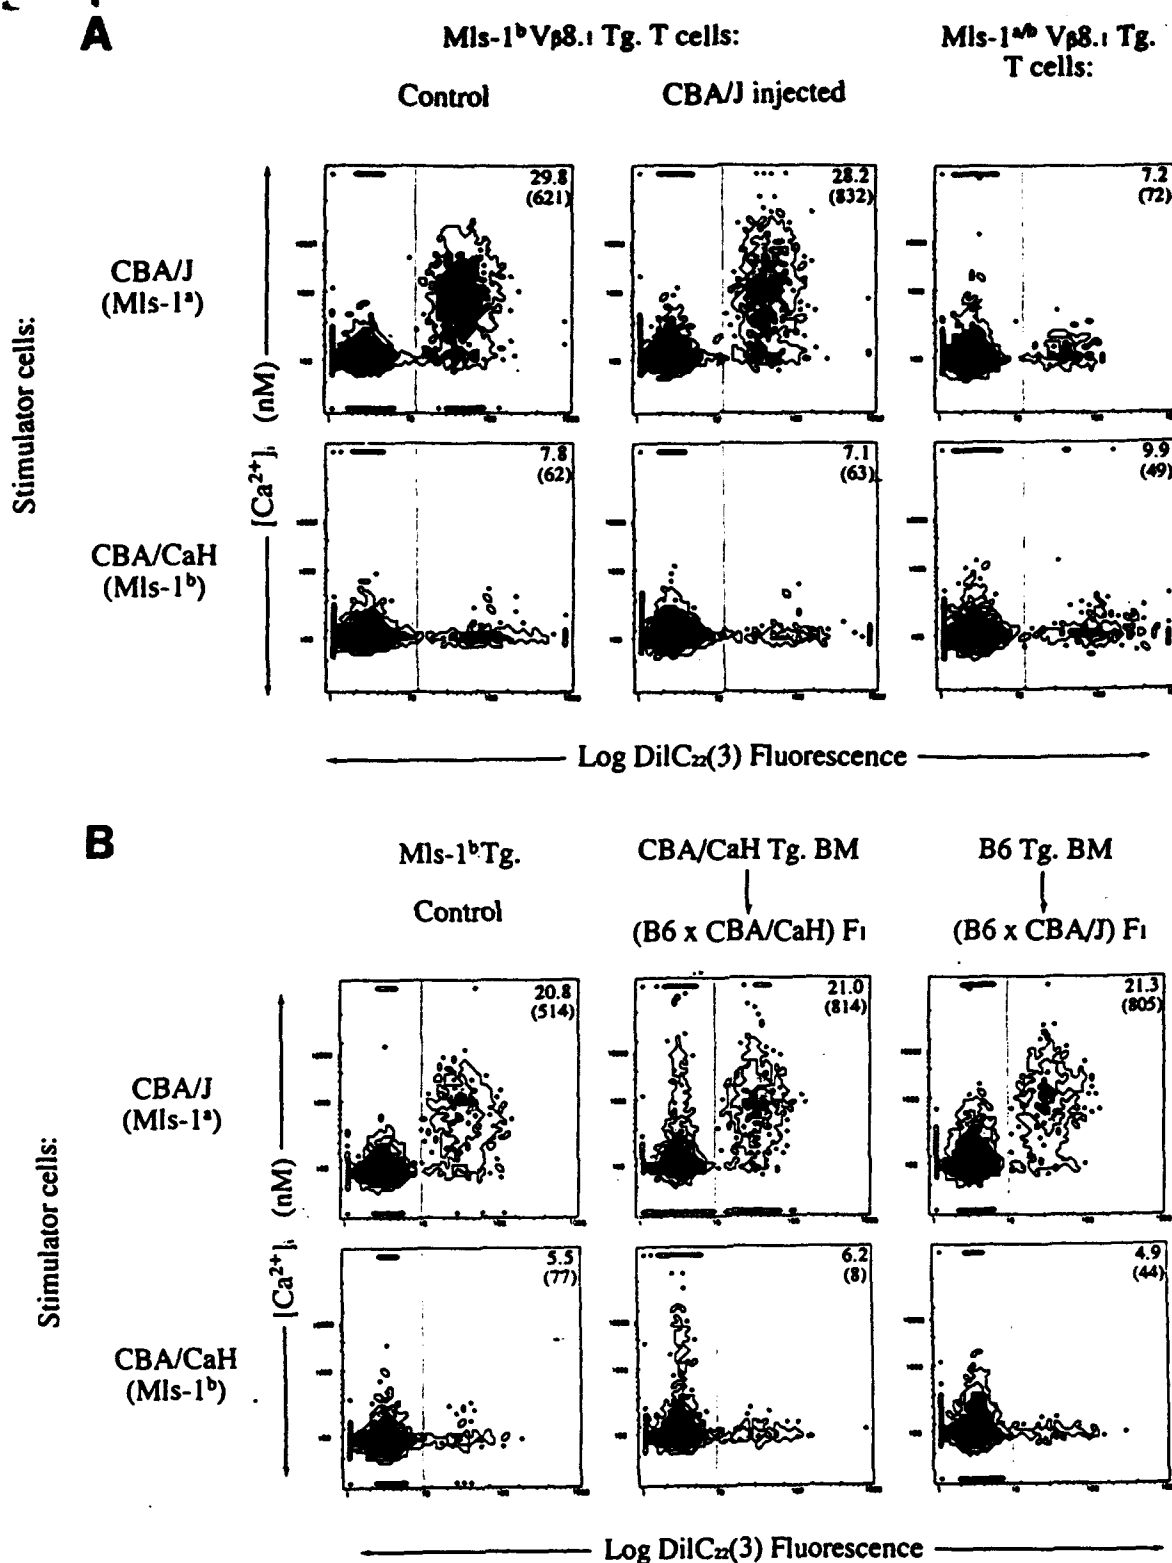 A
Mls-1ᵇ Vβ8.1 Tg. T cells:
Mls-1ᵃ/ᵇ Vβ8.1 Tg.
T cells:
Control
CBA/J injected
Stimulator cells:
CBA/J
(Mls-1ᵃ)
CBA/CaH
(Mls-1ᵇ)
[Ca²⁺]ᵢ (nM)
29.8
(621)
28.2
(832)
7.2
(72)
7.8
(62)
7.1
(63)
9.9
(49)
Log DiIC₂₂(3) Fluorescence
B
Mls-1ᵇ Tg.
Control
CBA/CaH Tg. BM
(B6 x CBA/CaH) F1
B6 Tg. BM
(B6 x CBA/J) F1
Stimulator cells:
CBA/J
(Mls-1ᵃ)
CBA/CaH
(Mls-1ᵇ)
[Ca²⁺]ᵢ (nM)
20.8
(514)
21.0
(814)
21.3
(805)
5.5
(77)
6.2
(8)
4.9
(44)
Log DiIC₂₂(3) Fluorescence